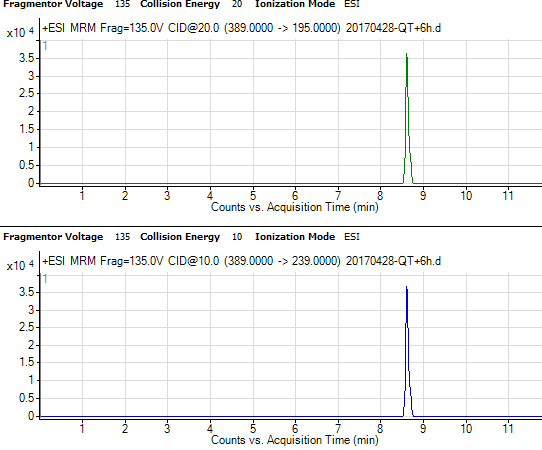 Fragmentor Voltage 135 Collision Energy 20 Ionization Mode ESI
x10 4
+ESI MRM Frag=135.0V CID@20.0 (389.0000 -> 195.0000) 20170428-QT+6h.d
1
3.5
3
2.5
2
1.5
1
0.5
0
1 2 3 4 5 6 7 8 9 10 11
Counts vs. Acquisition Time (min)
Fragmentor Voltage 135 Collision Energy 10 Ionization Mode ESI
x10 4
+ESI MRM Frag=135.0V CID@10.0 (389.0000 -> 239.0000) 20170428-QT+6h.d
1
3.5
3
2.5
2
1.5
1
0.5
0
1 2 3 4 5 6 7 8 9 10 11
Counts vs. Acquisition Time (min)